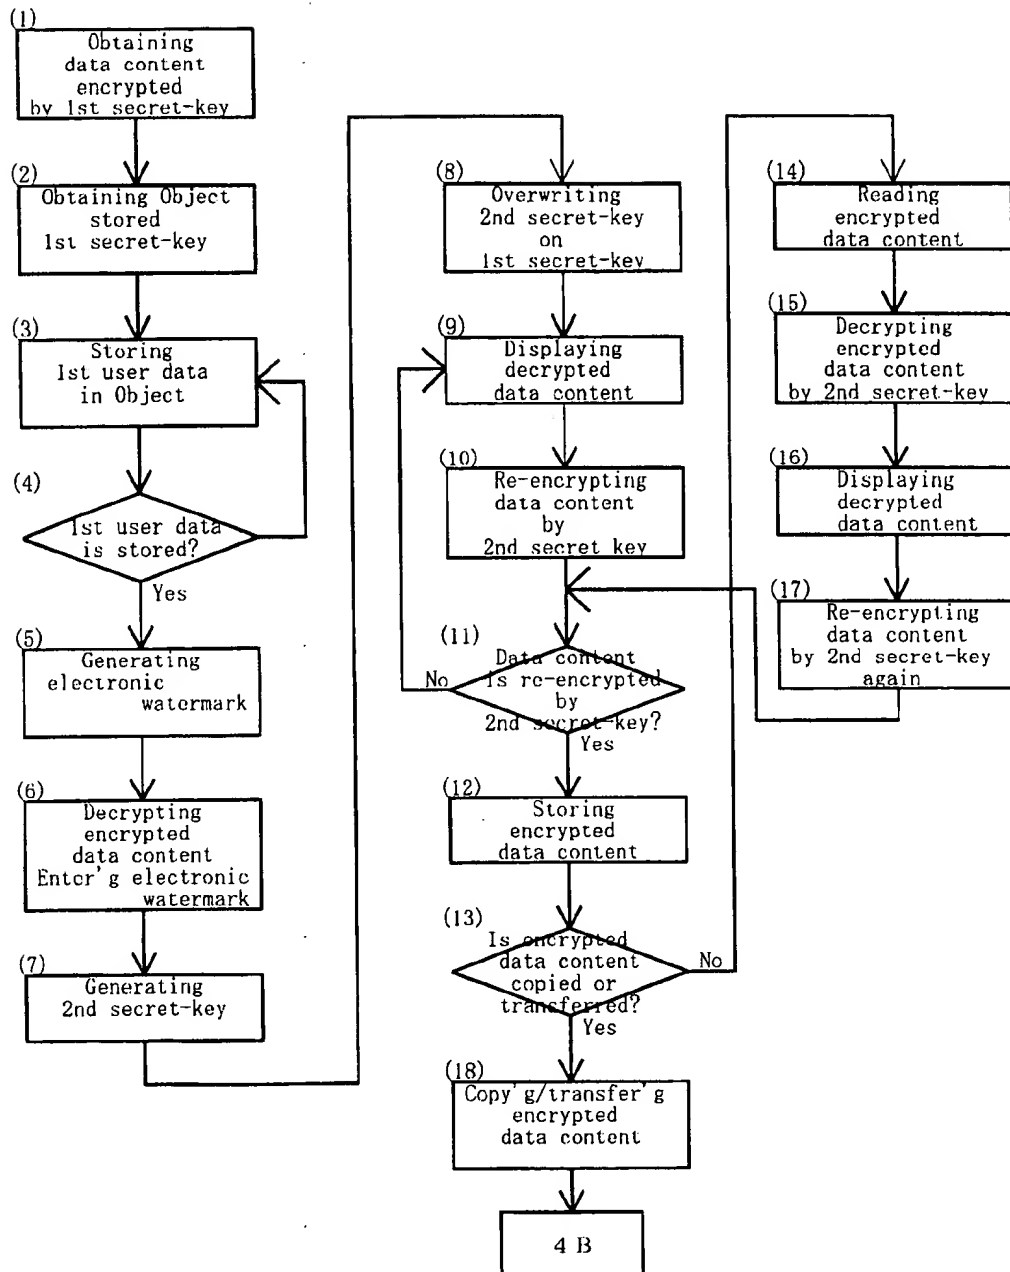 (1)
Obtaining
data content
encrypted
by 1st secret-key
(2)
Obtaining Object
stored
1st secret-key
(3)
Storing
1st user data
in Object
(4)
1st user data
is stored?
Yes
(5)
Generating
electronic
watermark
(6)
Decrypting
encrypted
data content
Enter'g electronic
watermark
(7)
Generating
2nd secret-key
(8)
Overwriting
2nd secret-key
on
1st secret-key
(9)
Displaying
decrypted
data content
(10)
Re-encrypting
data content
by
2nd secret key
(11)
Data content
is re-encrypted
by
2nd secret-key?
No
Yes
(12)
Storing
encrypted
data content
(13)
Is encrypted
data content
copied or
transferred?
No
Yes
(14)
Reading
encrypted
data content
(15)
Decrypting
encrypted
data content
by 2nd secret-key
(16)
Displaying
decrypted
data content
(17)
Re-encrypting
data content
by 2nd secret-key
again
(18)
Copy'g/transfer'g
encrypted
data content
4 B